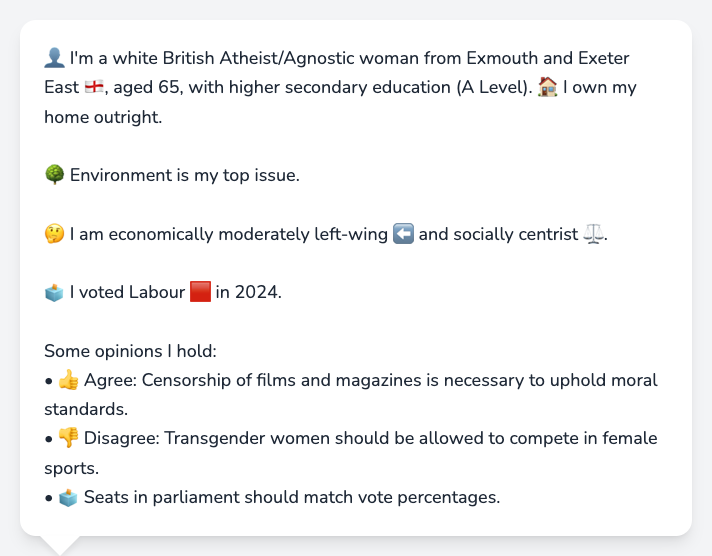 👤 I'm a white British Atheist/Agnostic woman from Exmouth and Exeter
East 🏴󠁧󠁢󠁥󠁮󠁧󠁿, aged 65, with higher secondary education (A Level). 🏠 I own my
home outright.
🌳 Environment is my top issue.
🤔 I am economically moderately left-wing ⬅️ and socially centrist ⚖️.
🗳️ I voted Labour 🟥 in 2024.
Some opinions I hold:
• 👍 Agree: Censorship of films and magazines is necessary to uphold moral
standards.
• 👎 Disagree: Transgender women should be allowed to compete in female
sports.
• 🗳️ Seats in parliament should match vote percentages.